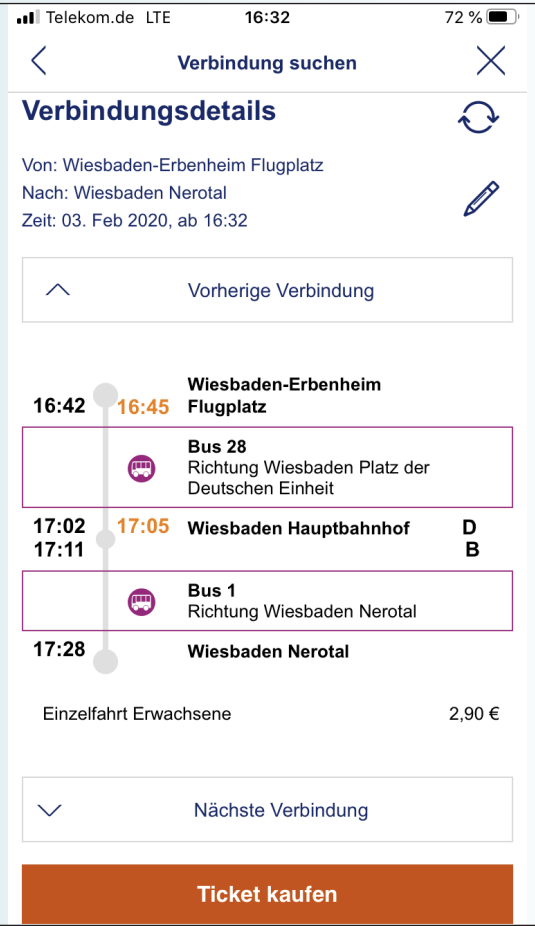 Telekom.de LTE 16:32 72 %
Verbindung suchen
Verbindungsdetails
Von: Wiesbaden-Erbenheim Flugplatz
Nach: Wiesbaden Nerotal
Zeit: 03. Feb 2020, ab 16:32
Vorherige Verbindung
Wiesbaden-Erbenheim
16:42 16:45 Flugplatz
Bus 28
Richtung Wiesbaden Platz der
Deutschen Einheit
17:02 17:05 Wiesbaden Hauptbahnhof D
17:11 B
Bus 1
Richtung Wiesbaden Nerotal
17:28 Wiesbaden Nerotal
Einzelfahrt Erwachsene 2,90 €
Nächste Verbindung
Ticket kaufen